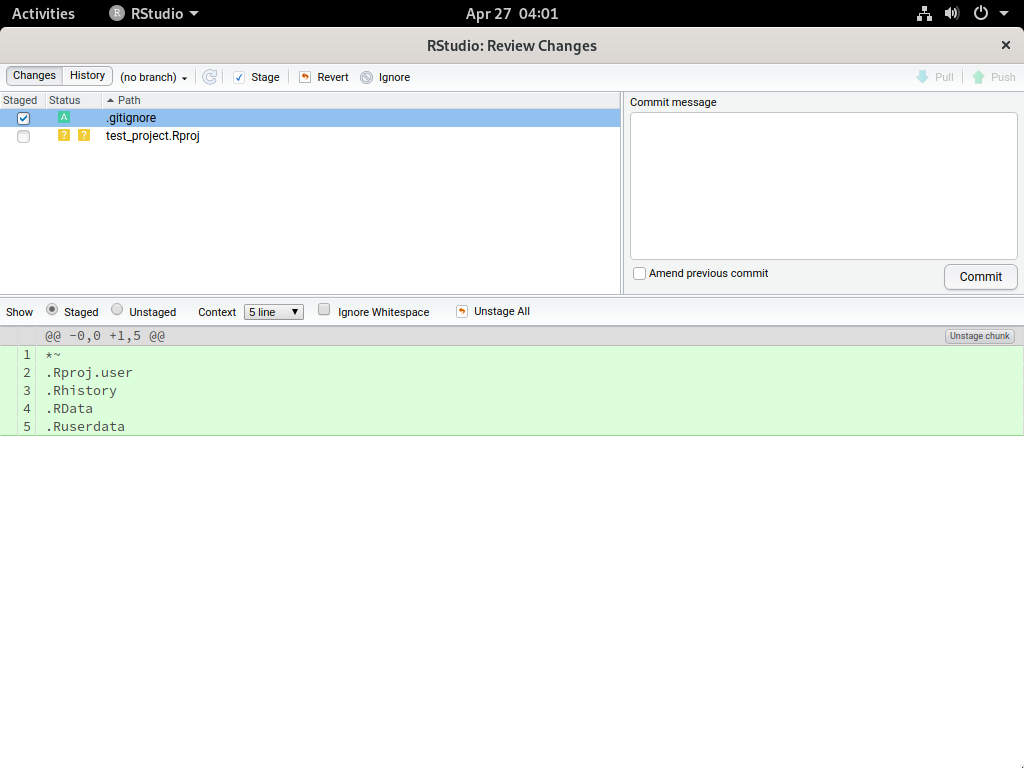 Activities RStudio Apr 27 04:01
RStudio: Review Changes
Changes History (no branch) Stage Revert Ignore Pull Push
Staged Status Path
A .gitignore
? ? test_project.Rproj
Commit message
Amend previous commit
Commit
Show Staged Unstaged Context 5 line Ignore Whitespace Unstage All
@@ -0,0 +1,5 @@ Unstage chunk
1 *~
2 .Rproj.user
3 .Rhistory
4 .RData
5 .Ruserdata